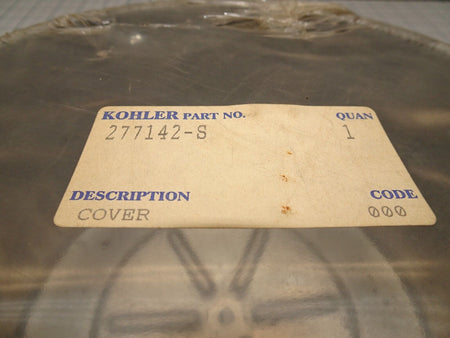 KOHLER PART NO. QUAN
277142-S 1
DESCRIPTION CODE
COVER 000